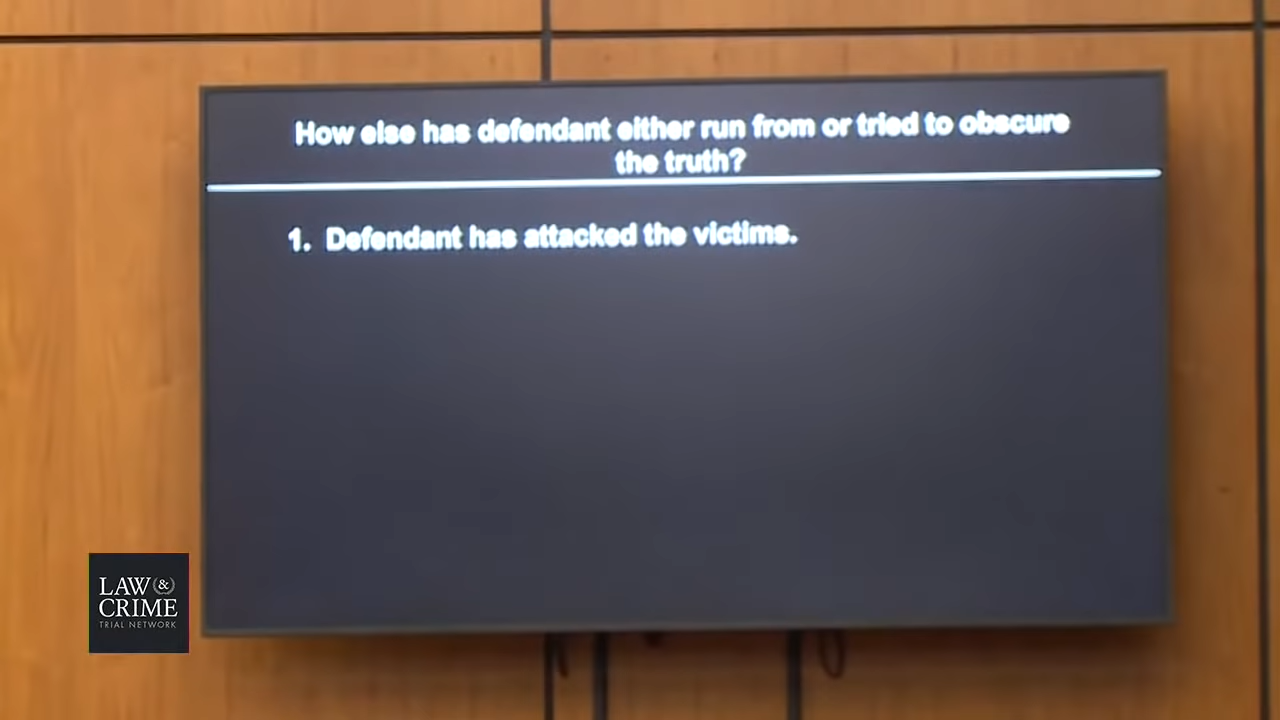 How else has defendant either run from or tried to obscure
the truth?
1. Defendant has attacked the victims.
LAW & CRIME
TRIAL NETWORK